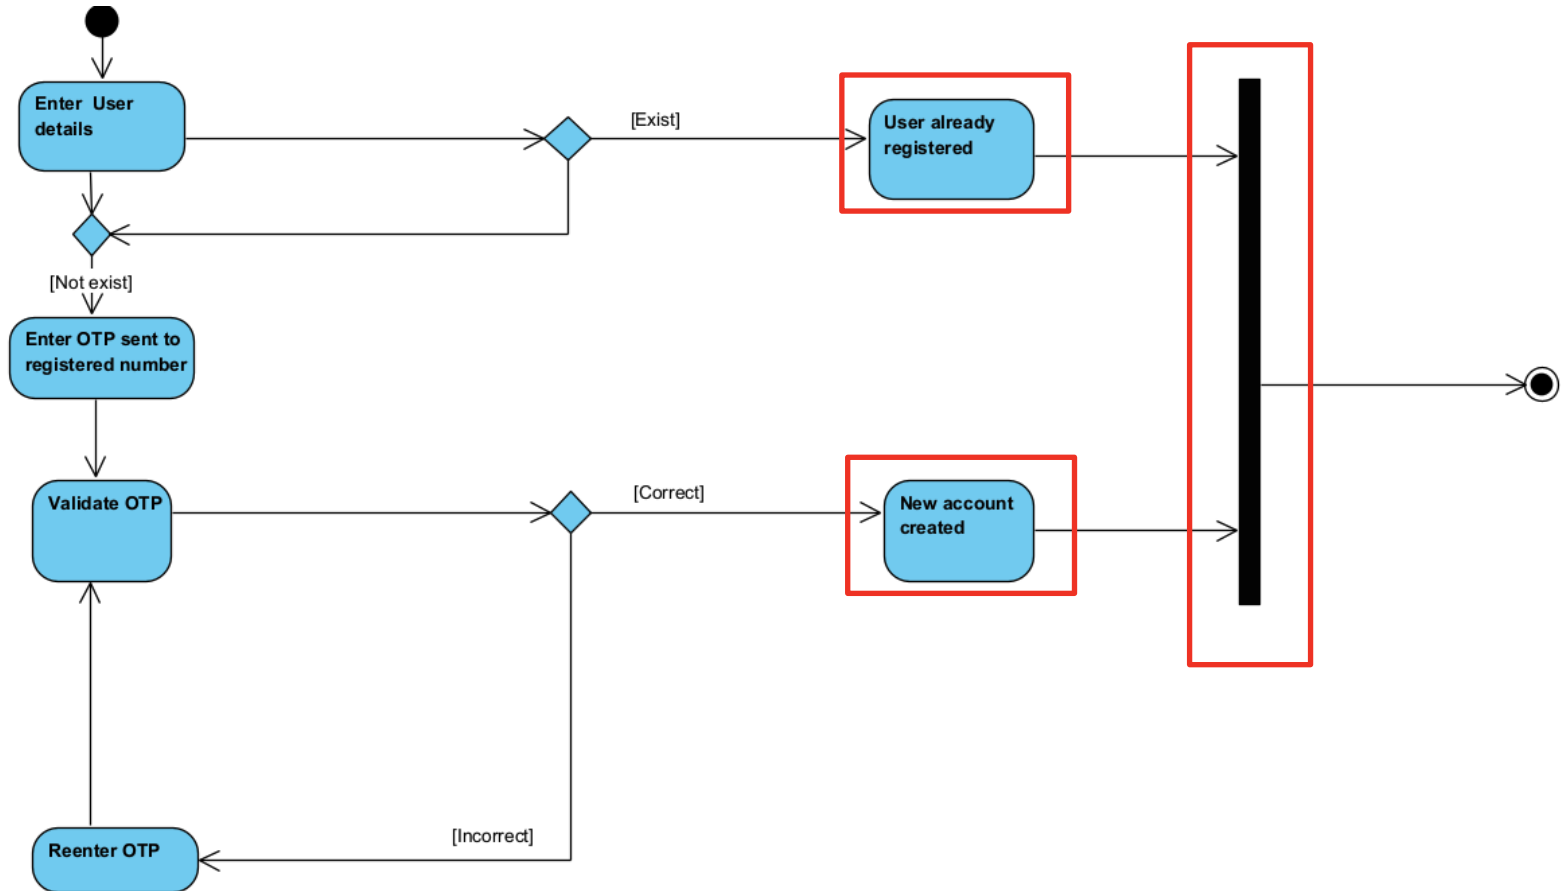 Enter User
details
[Exist]
User already
registered
[Not exist]
Enter OTP sent to
registered number
Validate OTP
[Correct]
New account
created
[Incorrect]
Reenter OTP